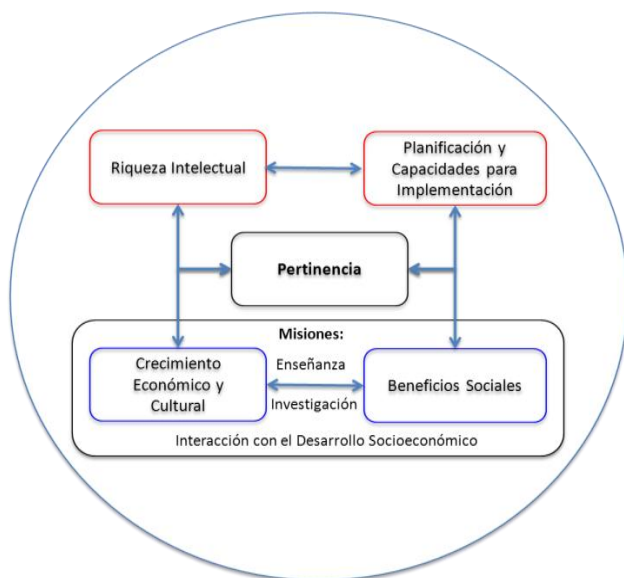 Riqueza Intelectual
Planificación y
Capacidades para
Implementación
Pertinencia
Misiones:
Crecimiento
Económico y
Cultural
Enseñanza
Investigación
Beneficios Sociales
Interacción con el Desarrollo Socioeconómico